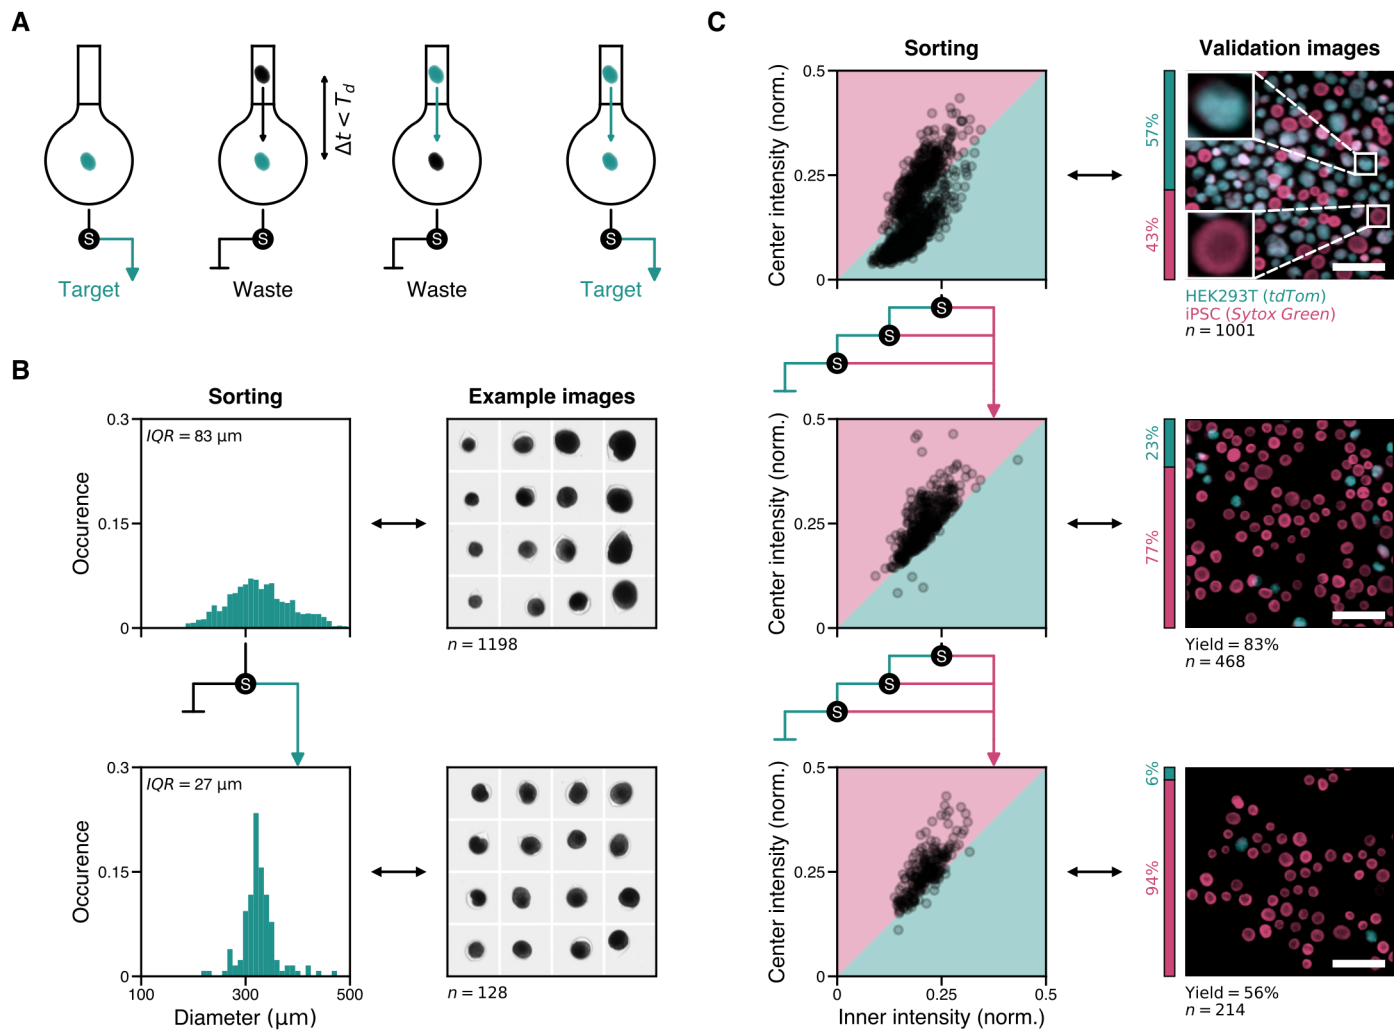 A
Δt < T_d
S
S
S
S
Target
Waste
Waste
Target
B
Sorting
Example images
0.3
0.15
0
Occurence
IQR = 83 µm
n = 1198
S
0.3
0.15
0
Occurence
IQR = 27 µm
100
300
500
Diameter (µm)
n = 128
C
Sorting
Validation images
0.5
0.25
0
Center intensity (norm.)
57%
43%
HEK293T (tdTom)
iPSC (Sytox Green)
n = 1001
S
S
S
0.5
0.25
0
Center intensity (norm.)
23%
77%
Yield = 83%
n = 468
S
S
S
0.5
0.25
0
Center intensity (norm.)
0
0.25
0.5
Inner intensity (norm.)
6%
94%
Yield = 56%
n = 214